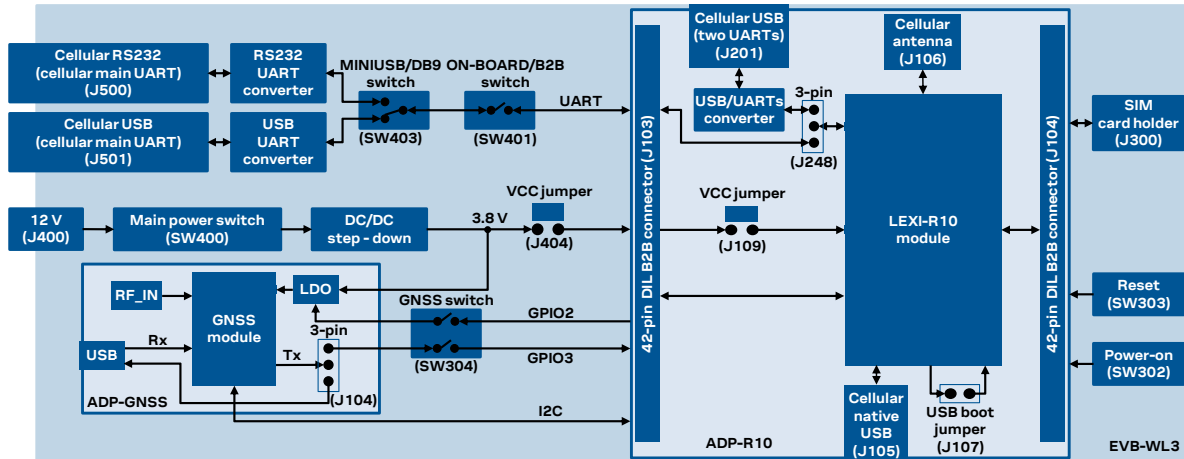 Cellular RS232
(cellular main UART)
(J500)
RS232
UART
converter
Cellular USB
(cellular main UART)
(J501)
USB
UART
converter
MINIUSB/DB9
switch
(SW403)
ON-BOARD/B2B
switch
(SW401)
UART
12 V
(J400)
Main power switch
(SW400)
DC/DC
step - down
3.8 V
VCC jumper
(J404)
RF_IN
GNSS
module
LDO
USB
Rx
Tx
3-pin
(J104)
ADP-GNSS
GNSS switch
(SW304)
GPIO2
GPIO3
I2C
42-pin DIL B2B connector (J103)
Cellular USB
(two UARTs)
(J201)
USB/UARTs
converter
3-pin
(J248)
Cellular
antenna
(J106)
VCC jumper
(J109)
LEXI-R10
module
Cellular
native
USB
(J105)
USB boot
jumper
(J107)
ADP-R10
42-pin DIL B2B connector (J104)
SIM
card holder
(J300)
Reset
(SW303)
Power-on
(SW302)
EVB-WL3